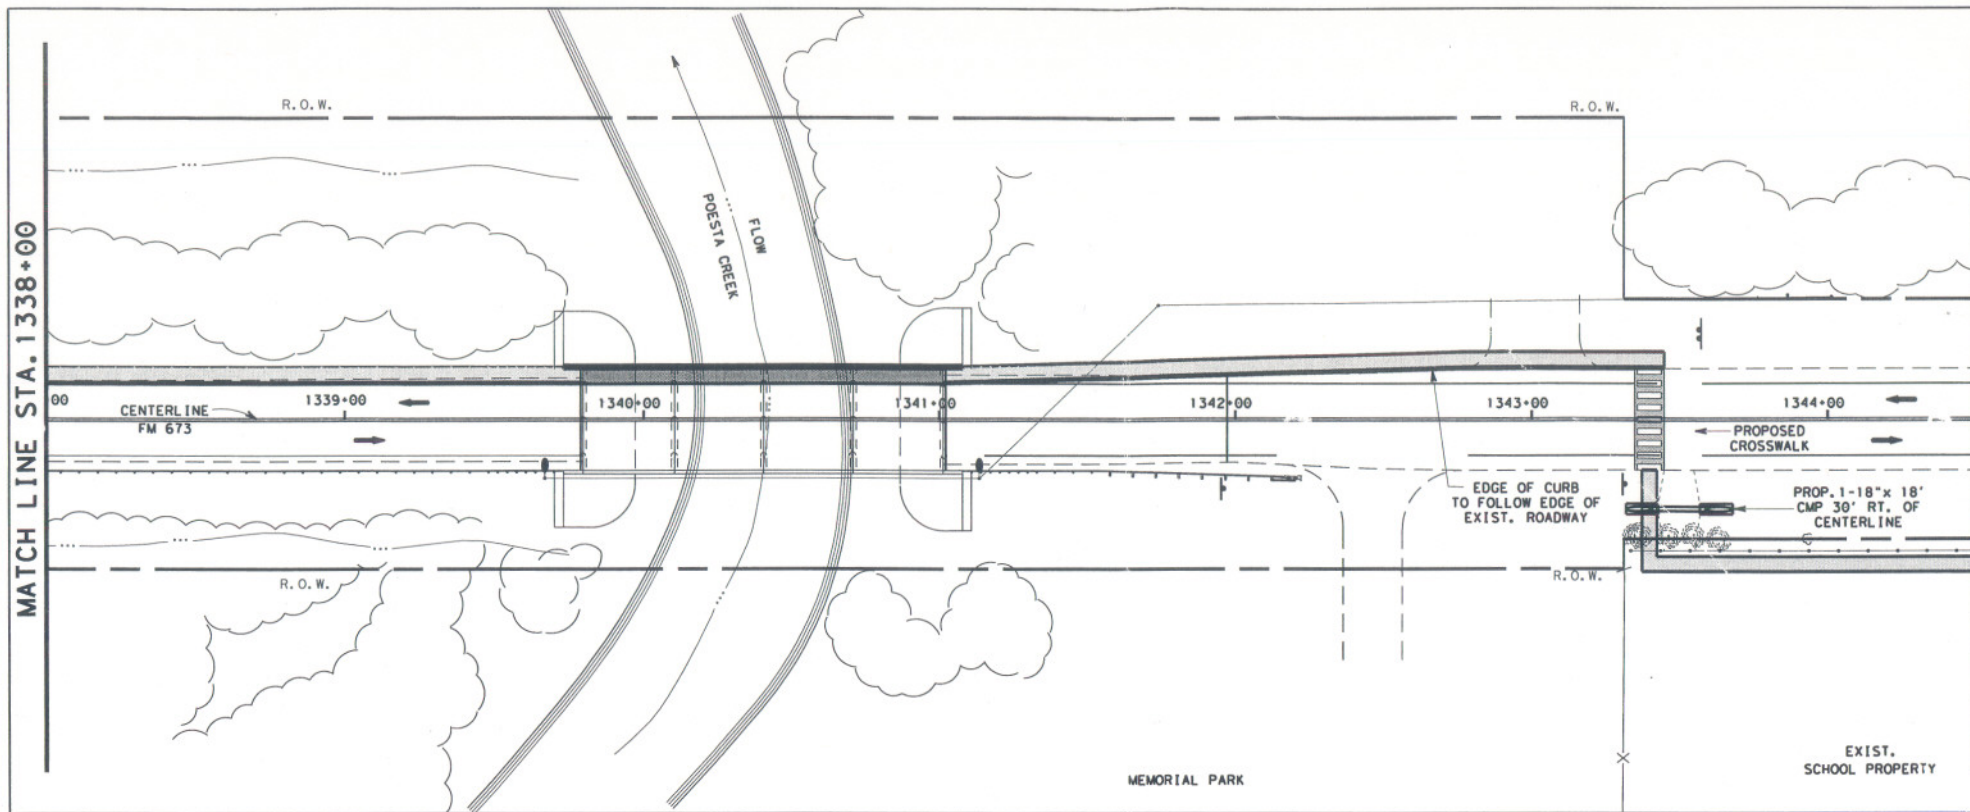 MATCH LINE STA. 1338+00
R.O.W.
R.O.W.
FLOW
POESTA CREEK
00
1339+00
1340+00
1341+00
1342+00
1343+00
1344+00
CENTERLINE
FM 673
PROPOSED
CROSSWALK
EDGE OF CURB
TO FOLLOW EDGE OF
EXIST. ROADWAY
PROP. 1-18"x 18'
CMP 30' RT. OF
CENTERLINE
R.O.W.
R.O.W.
MEMORIAL PARK
EXIST.
SCHOOL PROPERTY